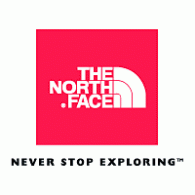 THE
NORTH
.FACE
NEVER STOP EXPLORING™